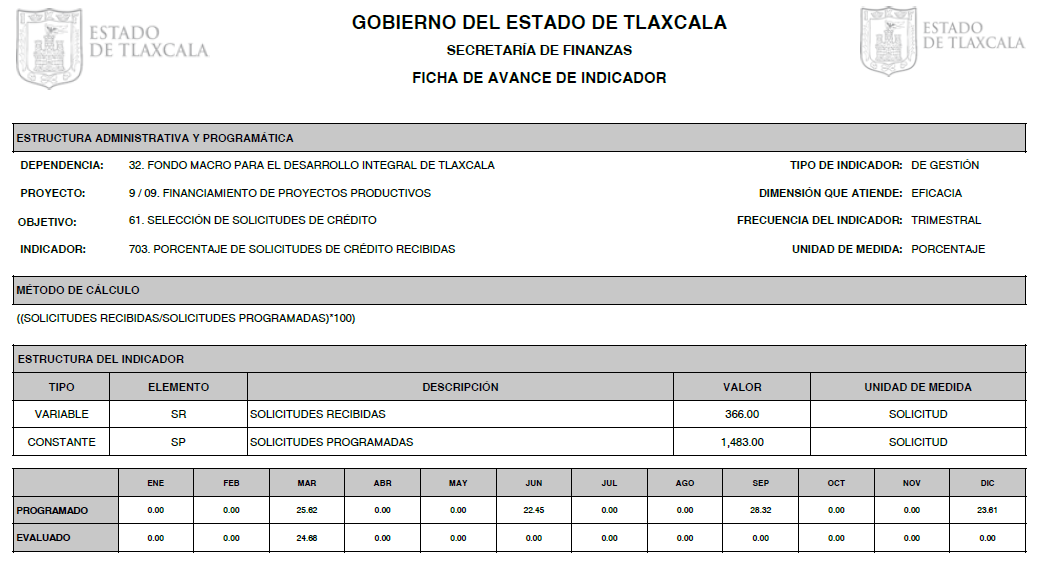 ESTADO
DE TLAXCALA
GOBIERNO DEL ESTADO DE TLAXCALA
SECRETARÍA DE FINANZAS
FICHA DE AVANCE DE INDICADOR
ESTADO
DE TLAXCALA
ESTRUCTURA ADMINISTRATIVA Y PROGRAMÁTICA
DEPENDENCIA: 32. FONDO MACRO PARA EL DESARROLLO INTEGRAL DE TLAXCALA TIPO DE INDICADOR: DE GESTIÓN
PROYECTO: 9 / 09. FINANCIAMIENTO DE PROYECTOS PRODUCTIVOS DIMENSIÓN QUE ATIENDE: EFICACIA
OBJETIVO: 61. SELECCIÓN DE SOLICITUDES DE CRÉDITO FRECUENCIA DEL INDICADOR: TRIMESTRAL
INDICADOR: 703. PORCENTAJE DE SOLICITUDES DE CRÉDITO RECIBIDAS UNIDAD DE MEDIDA: PORCENTAJE
MÉTODO DE CÁLCULO
((SOLICITUDES RECIBIDAS/SOLICITUDES PROGRAMADAS)*100)
ESTRUCTURA DEL INDICADOR
TIPO ELEMENTO DESCRIPCIÓN VALOR UNIDAD DE MEDIDA
VARIABLE SR SOLICITUDES RECIBIDAS 366.00 SOLICITUD
CONSTANTE SP SOLICITUDES PROGRAMADAS 1,483.00 SOLICITUD
ENE FEB MAR ABR MAY JUN JUL AGO SEP OCT NOV DIC
PROGRAMADO 0.00 0.00 25.62 0.00 0.00 22.45 0.00 0.00 28.32 0.00 0.00 23.61
EVALUADO 0.00 0.00 24.68 0.00 0.00 0.00 0.00 0.00 0.00 0.00 0.00 0.00